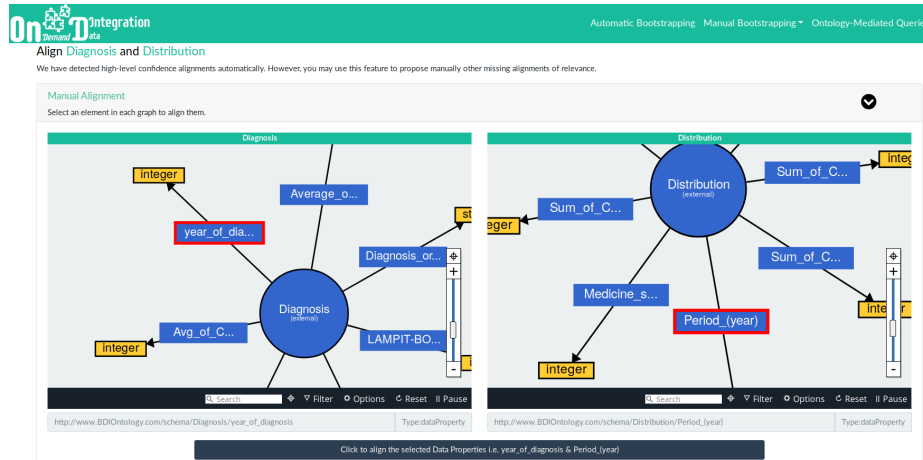 On Demand Data Integration
Automatic Bootstrapping Manual Bootstrapping Ontology-Mediated Querie
Align Diagnosis and Distribution
We have detected high-level confidence alignments automatically. However, you may use this feature to propose manually other missing alignments of relevance.
Manual Alignment
Select an element in each graph to align them.
Diagnosis
integer
Average_o...
year_of_dia...
st
Diagnosis_or...
Diagnosis
(external)
Avg_of_C...
integer
LAMPIT-BO...
i
+
-
Search Filter Options Reset Pause
http://www.BDIOntology.com/schema/Diagnosis/year_of_diagnosis Type:dataProperty
Distribution
integ
Sum_of_C...
Distribution
(external)
Sum_of_C...
eger
Sum_of_C...
Medicine_s...
Period_(year)
inte r
integer
+
-
Search Filter Options Reset Pause
http://www.BDIOntology.com/schema/Distribution/Period_(year) Type:dataProperty
Click to align the selected Data Properties i.e. year_of_diagnosis & Period_(year)